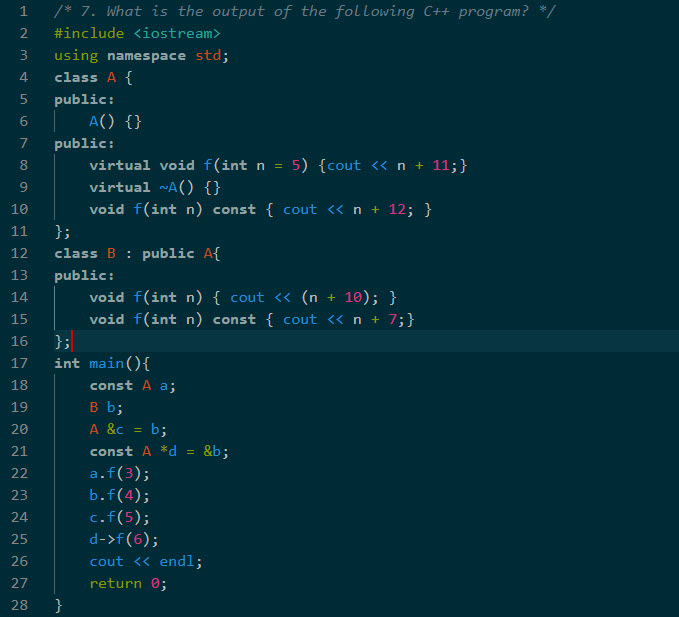 1 /* 7. What is the output of the following C++ program? */
2 #include <iostream>
3 using namespace std;
4 class A {
5 public:
6     A() {}
7 public:
8     virtual void f(int n = 5) {cout << n + 11;}
9     virtual ~A() {}
10     void f(int n) const { cout << n + 12; }
11 };
12 class B : public A{
13 public:
14     void f(int n) { cout << (n + 10); }
15     void f(int n) const { cout << n + 7;}
16 };
17 int main(){
18     const A a;
19     B b;
20     A &c = b;
21     const A *d = &b;
22     a.f(3);
23     b.f(4);
24     c.f(5);
25     d->f(6);
26     cout << endl;
27     return 0;
28 }